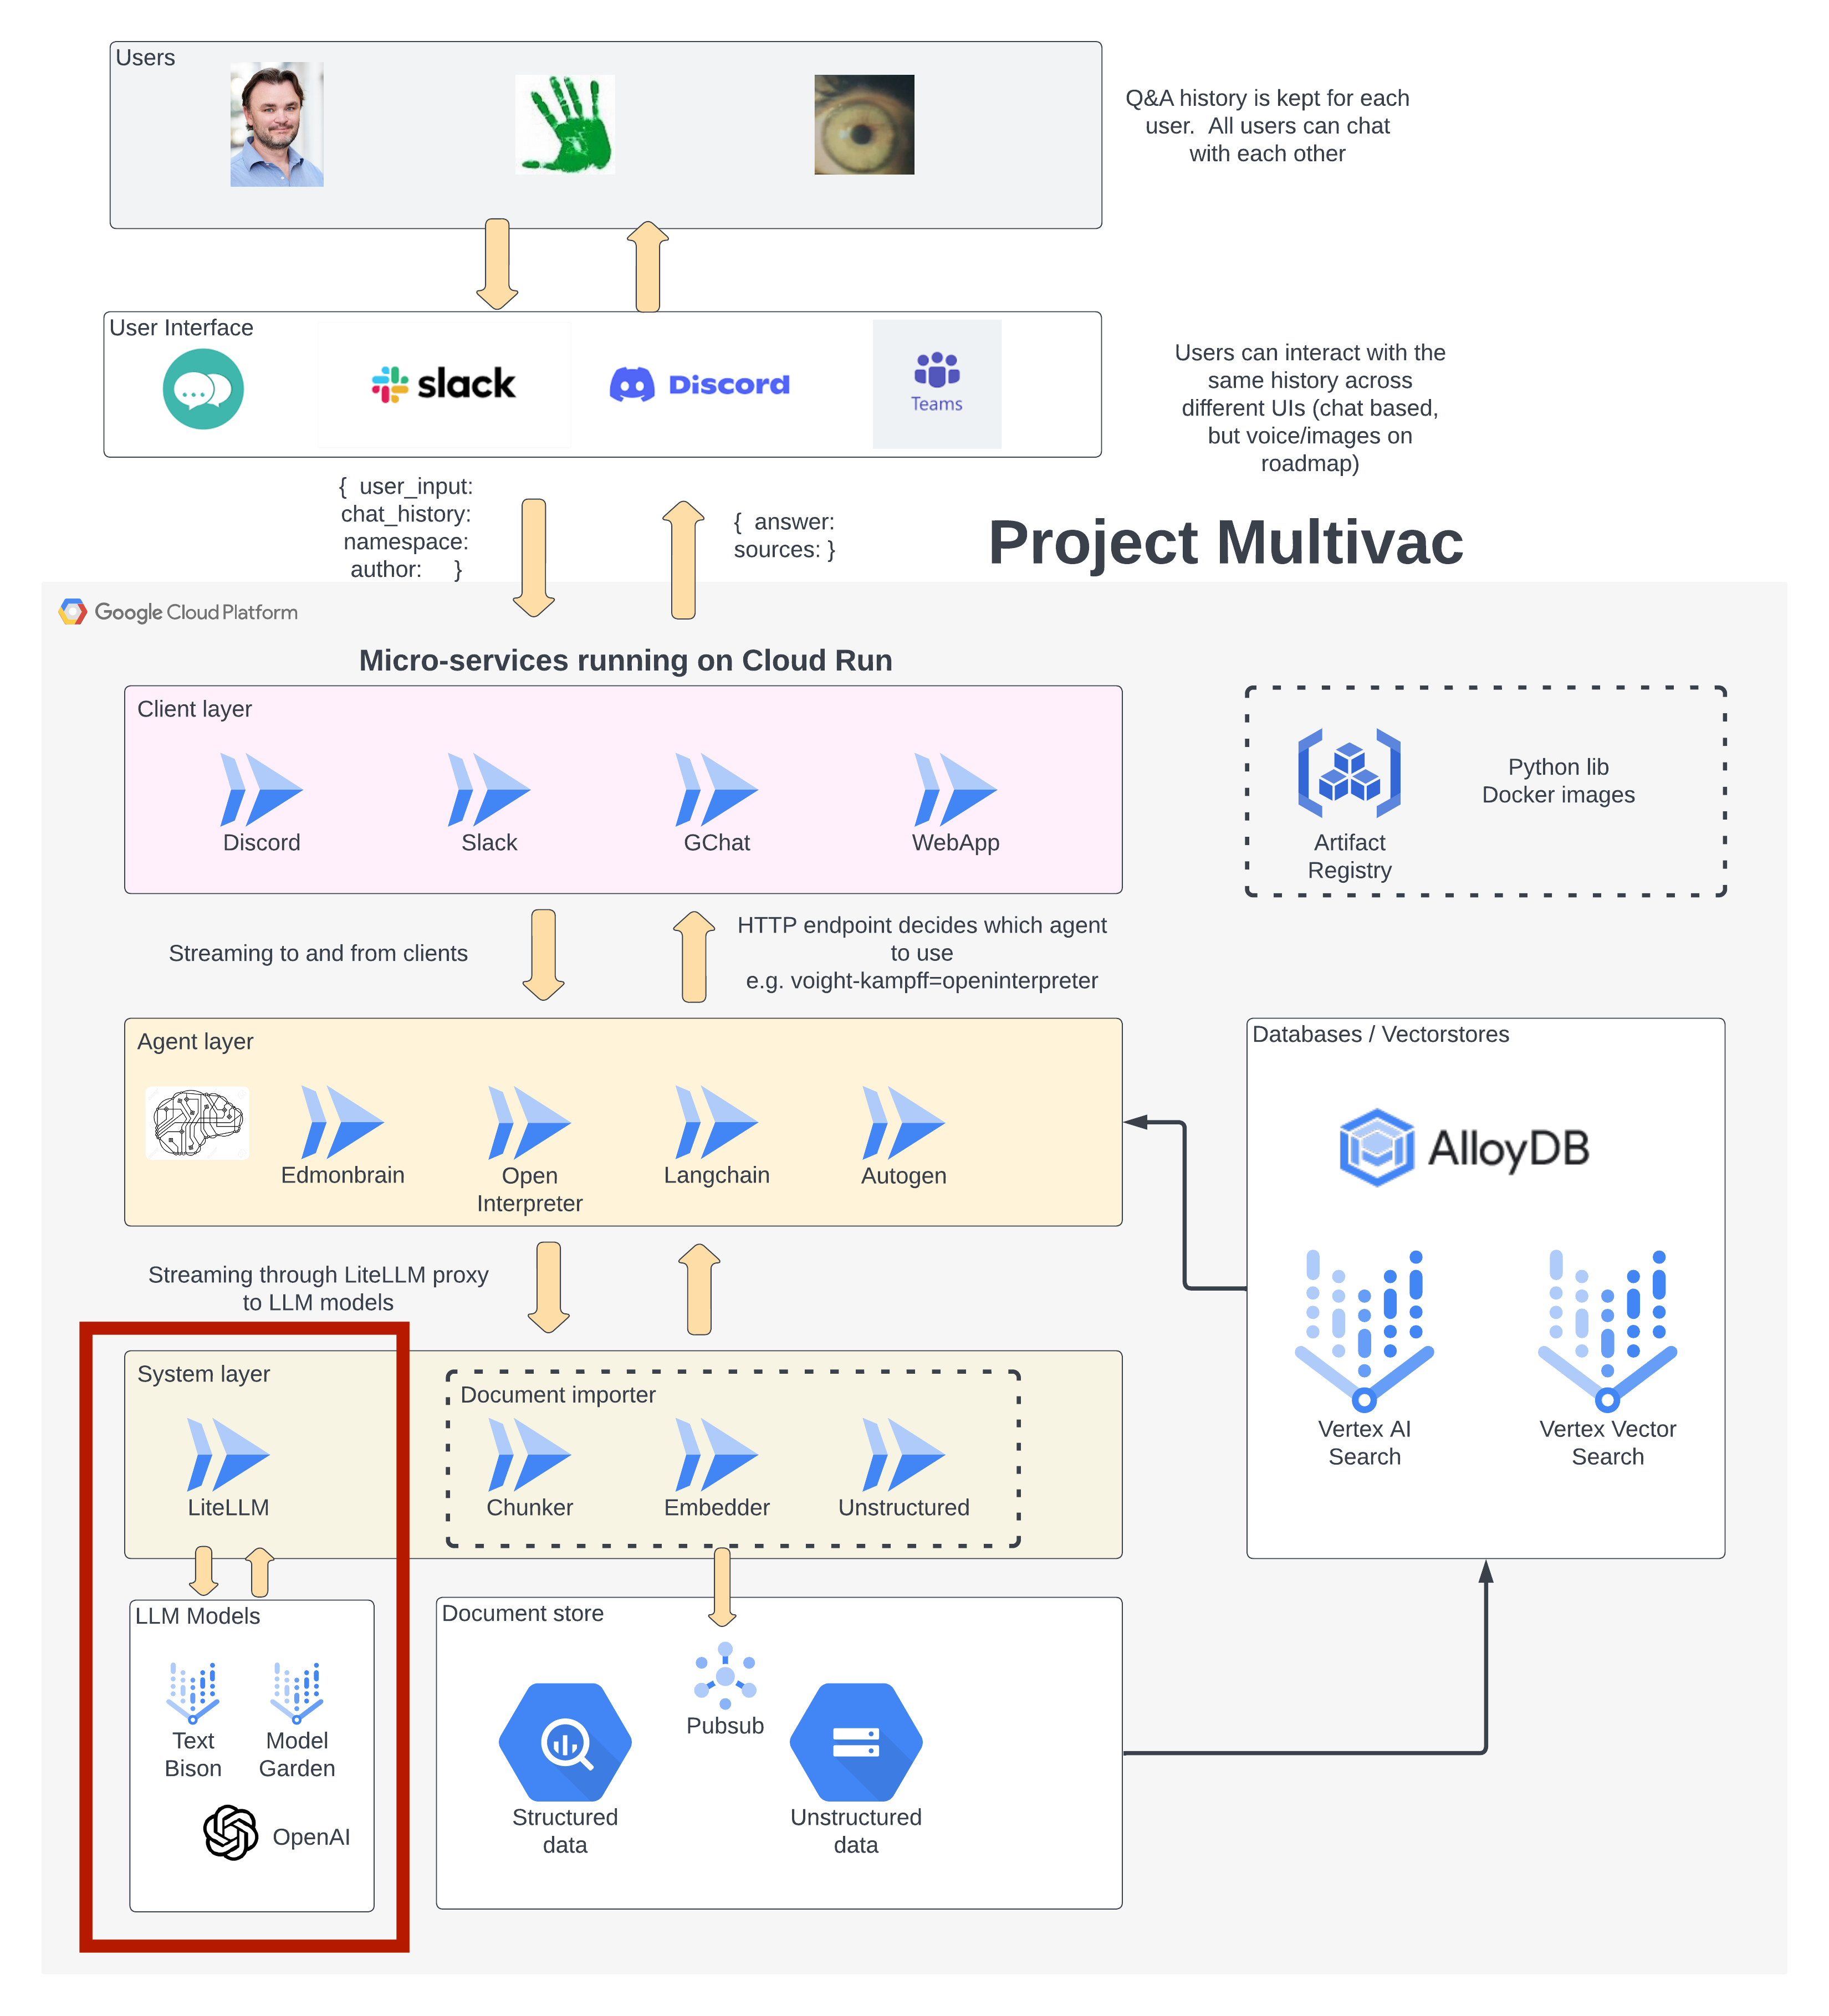 Users
Q&A history is kept for each
user.  All users can chat
with each other
User Interface
slack
Discord
Teams
Users can interact with the
same history across
different UIs (chat based,
but voice/images on
roadmap)
{  user_input:
chat_history:
namespace:
author:     }
{  answer:
sources: }
Project Multivac
Google Cloud Platform
Micro-services running on Cloud Run
Client layer
Discord
Slack
GChat
WebApp
Artifact
Registry
Python lib
Docker images
Streaming to and from clients
HTTP endpoint decides which agent
to use
e.g. voight-kampff=openinterpreter
Agent layer
Edmonbrain
Open
Interpreter
Langchain
Autogen
Databases / Vectorstores
AlloyDB
Vertex AI
Search
Vertex Vector
Search
Streaming through LiteLLM proxy
to LLM models
System layer
LiteLLM
Document importer
Chunker
Embedder
Unstructured
LLM Models
Text
Bison
Model
Garden
OpenAI
Document store
Pubsub
Structured
data
Unstructured
data